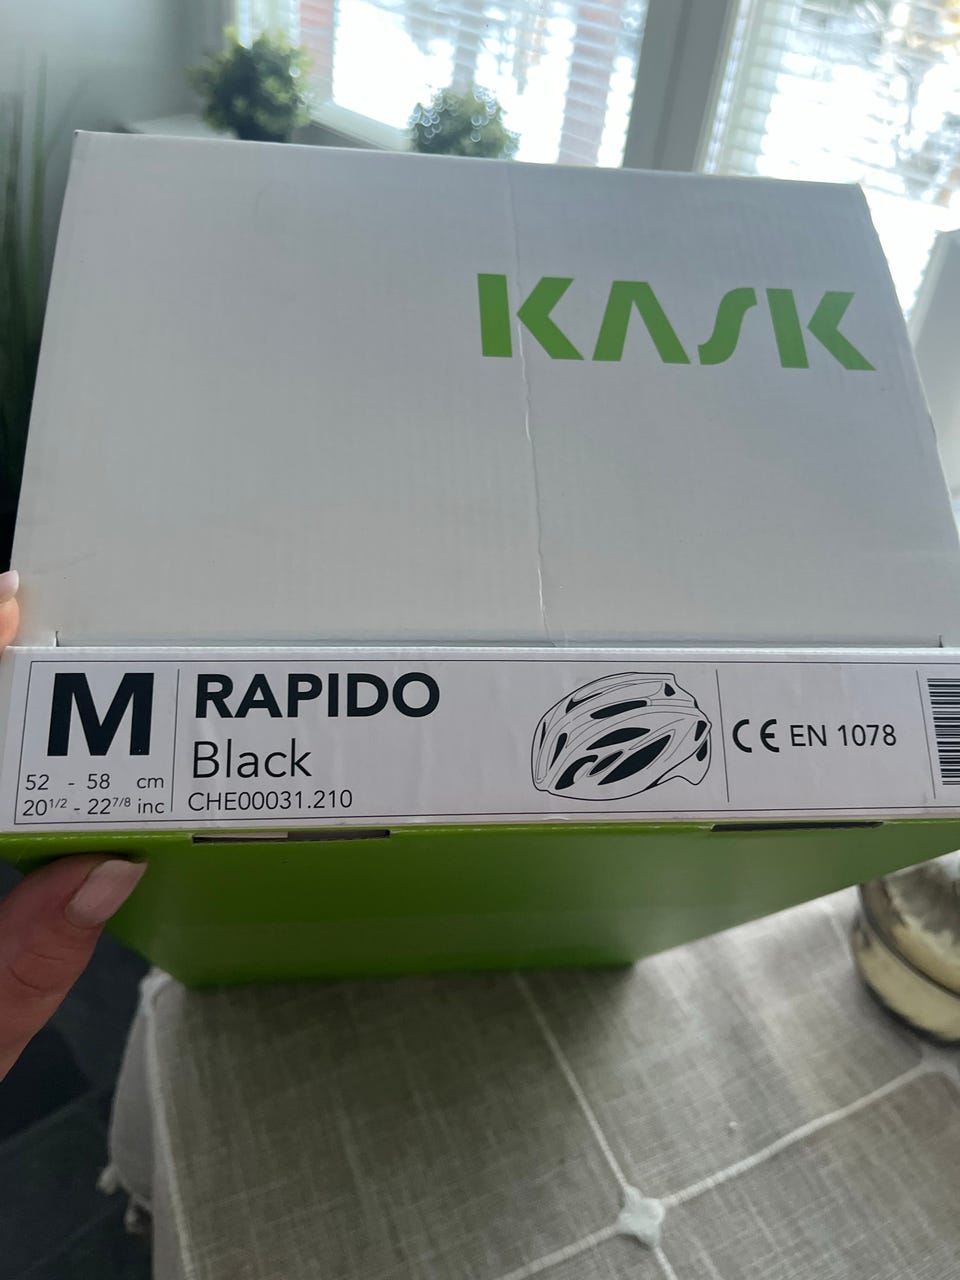 KASK
M
52 - 58 cm
20 1/2 - 22 7/8 inc
RAPIDO
Black
CHE00031.210
CE EN 1078